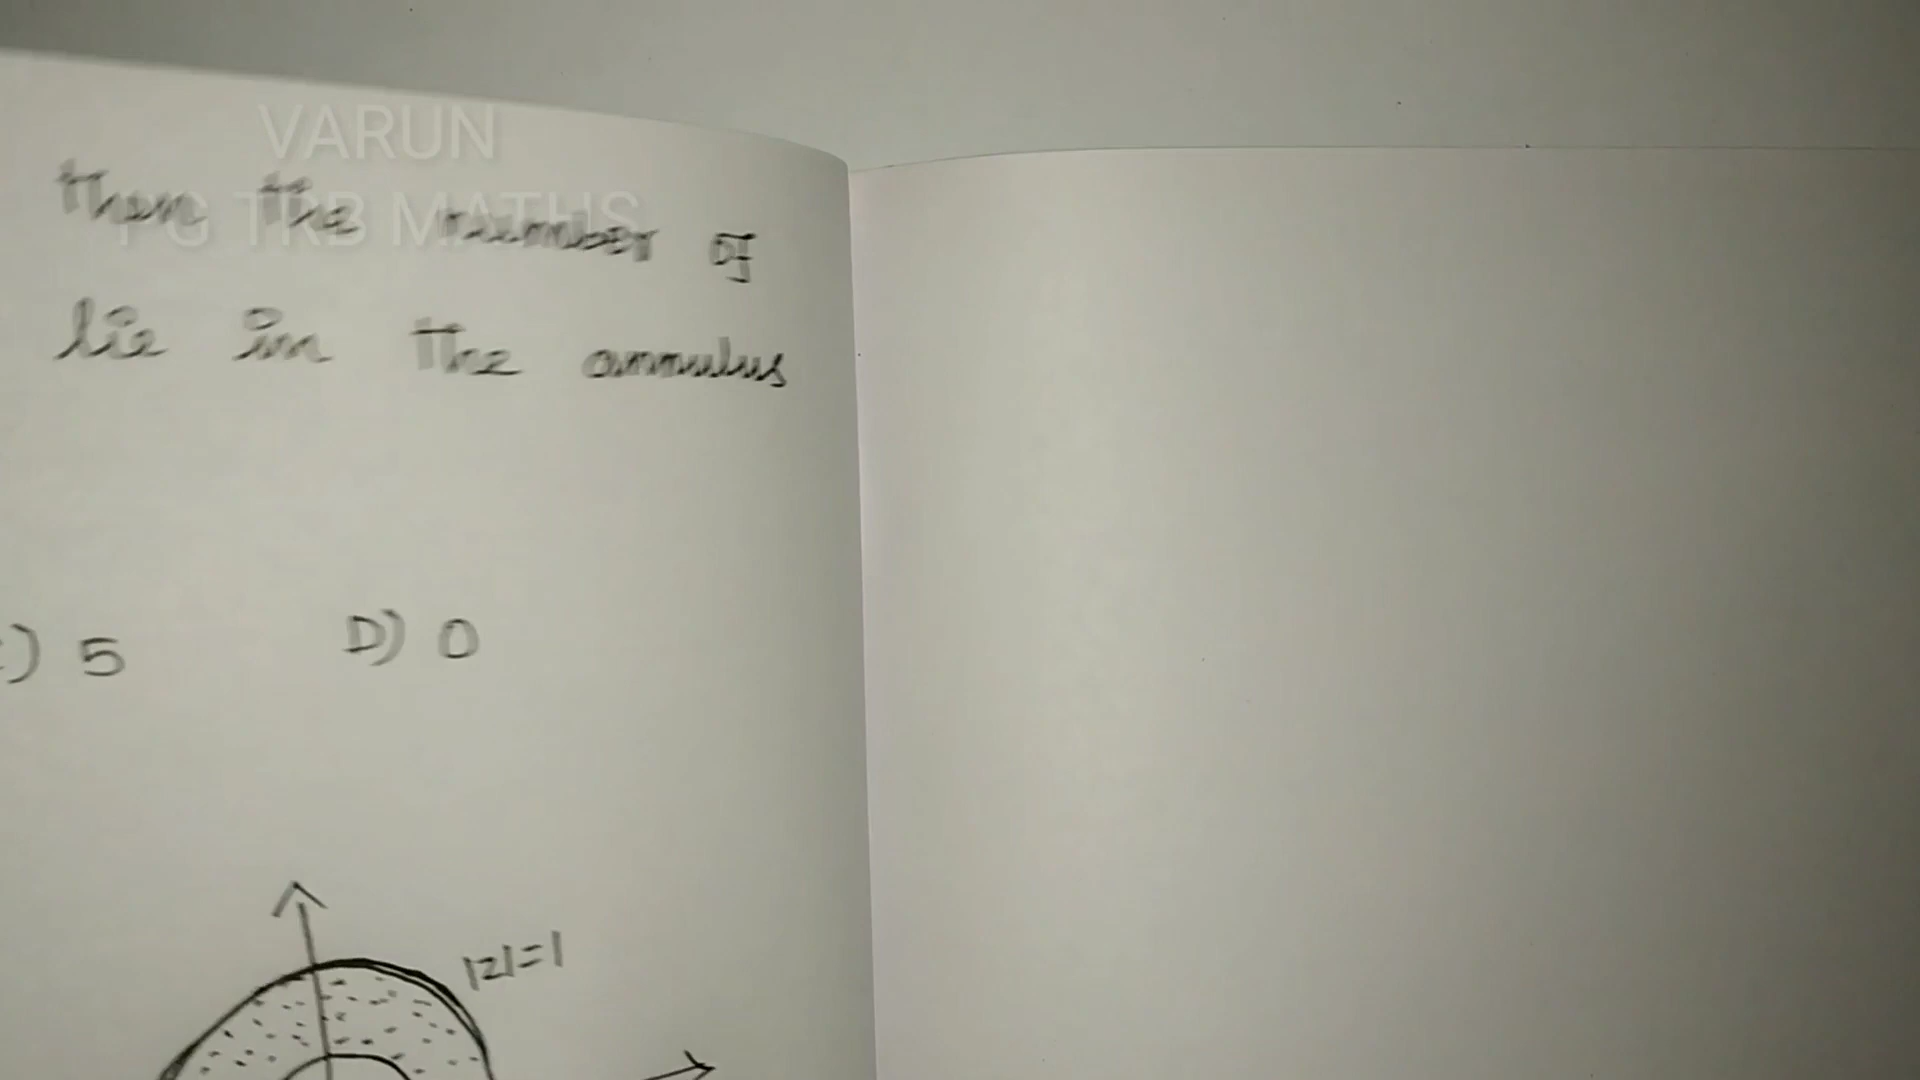 VARUN
PG TRB MATHS
then the number of
lie in the annulus
) 5 D) 0
|z|=1